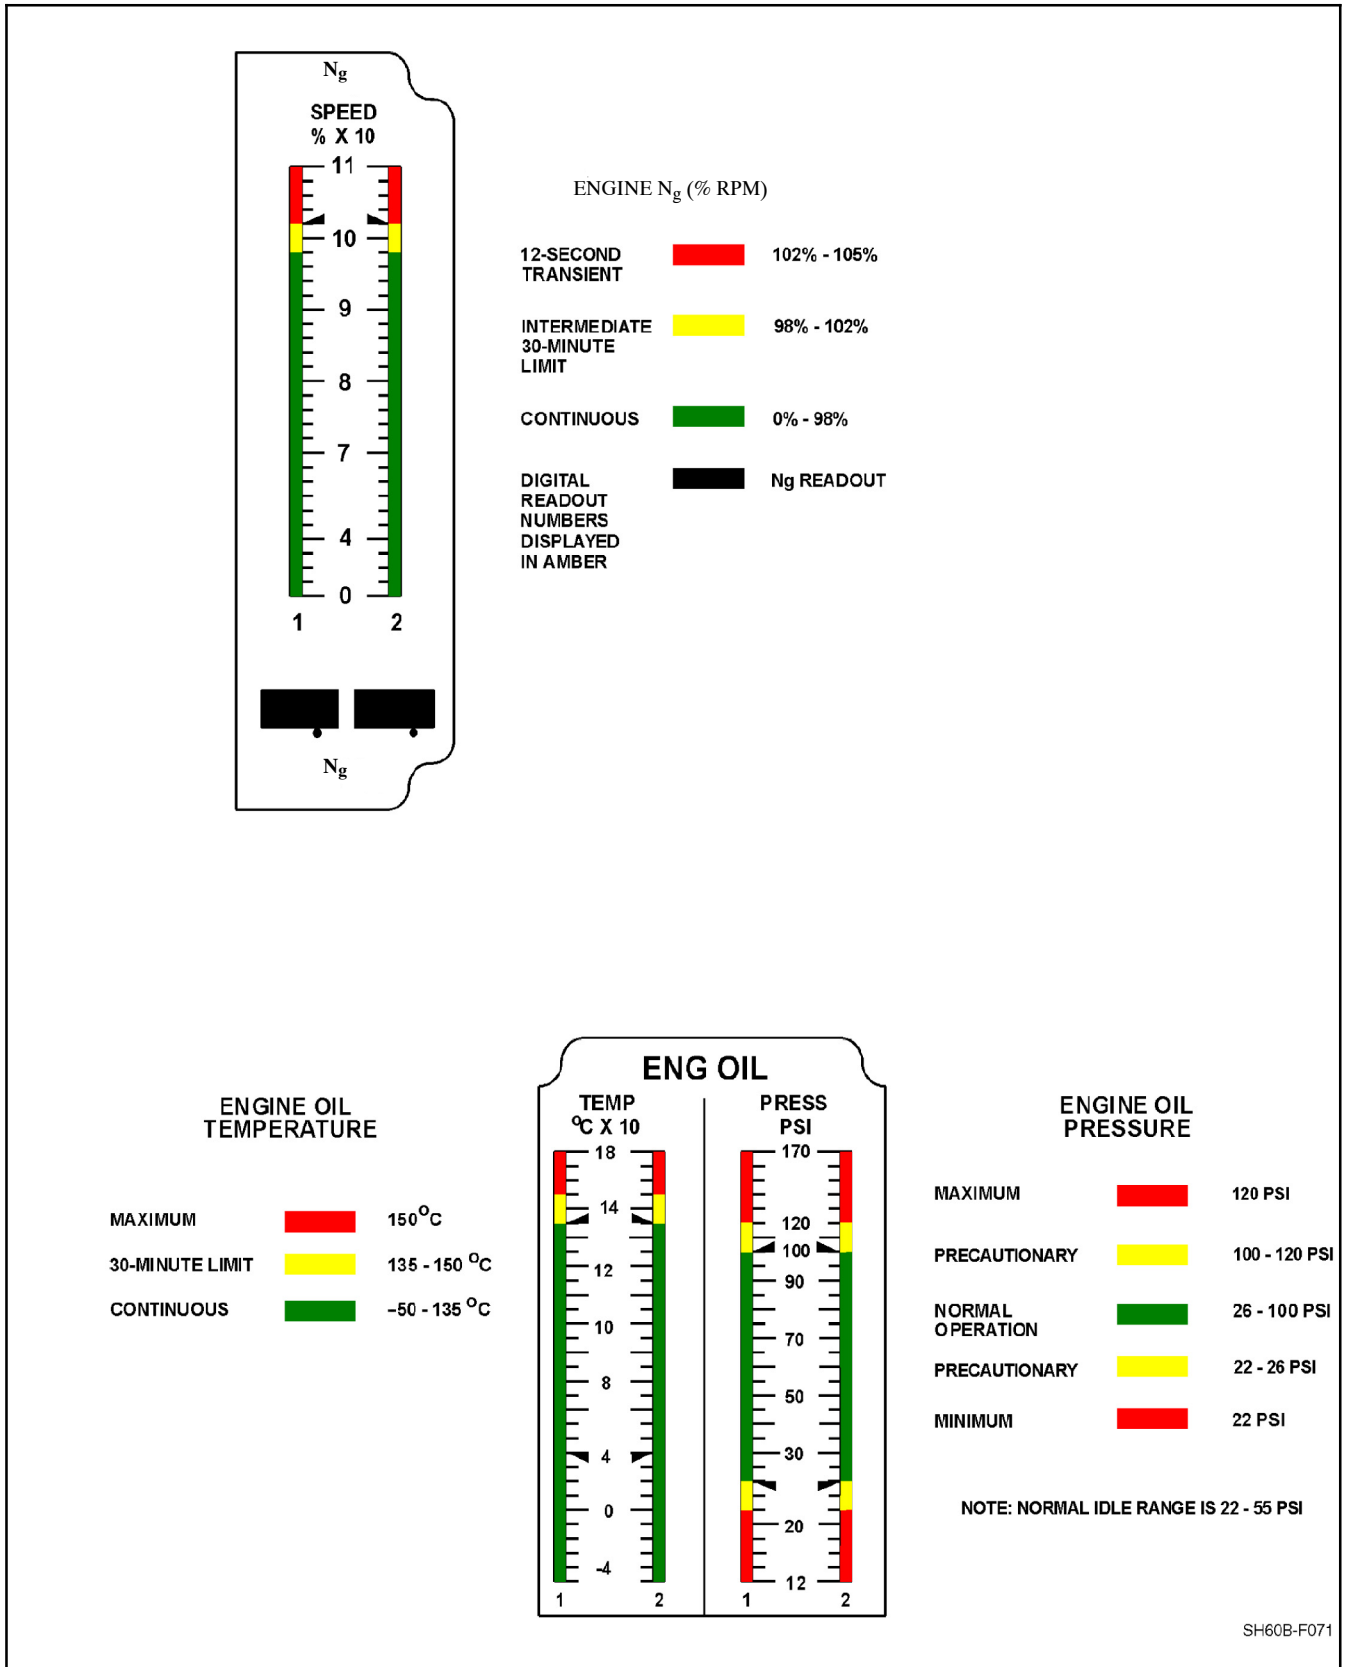 Ng
SPEED
% X 10
11
10
9
8
7
4
0
1 2
Ng
ENGINE Ng (% RPM)
12-SECOND
TRANSIENT
102% - 105%
INTERMEDIATE
30-MINUTE
LIMIT
98% - 102%
CONTINUOUS
0% - 98%
DIGITAL
READOUT
NUMBERS
DISPLAYED
IN AMBER
Ng READOUT
ENGINE OIL
TEMPERATURE
MAXIMUM
150°C
30-MINUTE LIMIT
135 - 150 °C
CONTINUOUS
–50 - 135 °C
ENG OIL
TEMP
°C X 10
18
14
12
10
8
4
0
-4
1 2
PRESS
PSI
170
120
100
90
70
50
30
20
12
1 2
ENGINE OIL
PRESSURE
MAXIMUM
120 PSI
PRECAUTIONARY
100 - 120 PSI
NORMAL
OPERATION
26 - 100 PSI
PRECAUTIONARY
22 - 26 PSI
MINIMUM
22 PSI
NOTE: NORMAL IDLE RANGE IS 22 - 55 PSI
SH60B-F071